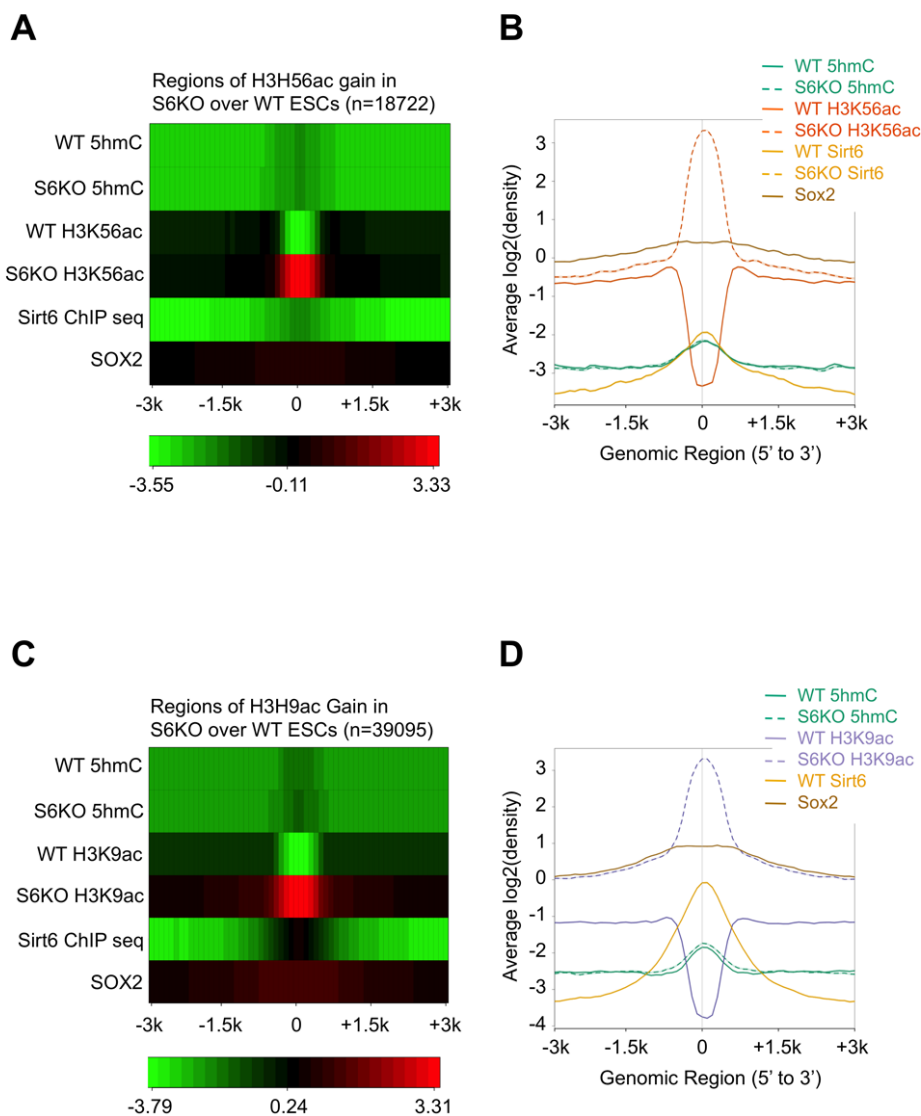 A
Regions of H3H56ac gain in
S6KO over WT ESCs (n=18722)
WT 5hmC
S6KO 5hmC
WT H3K56ac
S6KO H3K56ac
Sirt6 ChIP seq
SOX2
-3k -1.5k 0 +1.5k +3k
-3.55 -0.11 3.33
B
WT 5hmC
S6KO 5hmC
WT H3K56ac
S6KO H3K56ac
WT Sirt6
S6KO Sirt6
Sox2
Average log2(density)
3
2
1
0
-1
-2
-3
-3k -1.5k 0 +1.5k +3k
Genomic Region (5' to 3')
C
Regions of H3H9ac Gain in
S6KO over WT ESCs (n=39095)
WT 5hmC
S6KO 5hmC
WT H3K9ac
S6KO H3K9ac
Sirt6 ChIP seq
SOX2
-3k -1.5k 0 +1.5k +3k
-3.79 0.24 3.31
D
WT 5hmC
S6KO 5hmC
WT H3K9ac
S6KO H3K9ac
WT Sirt6
Sox2
Average log2(density)
3
2
1
0
-1
-2
-3
-4
-3k -1.5k 0 +1.5k +3k
Genomic Region (5' to 3')